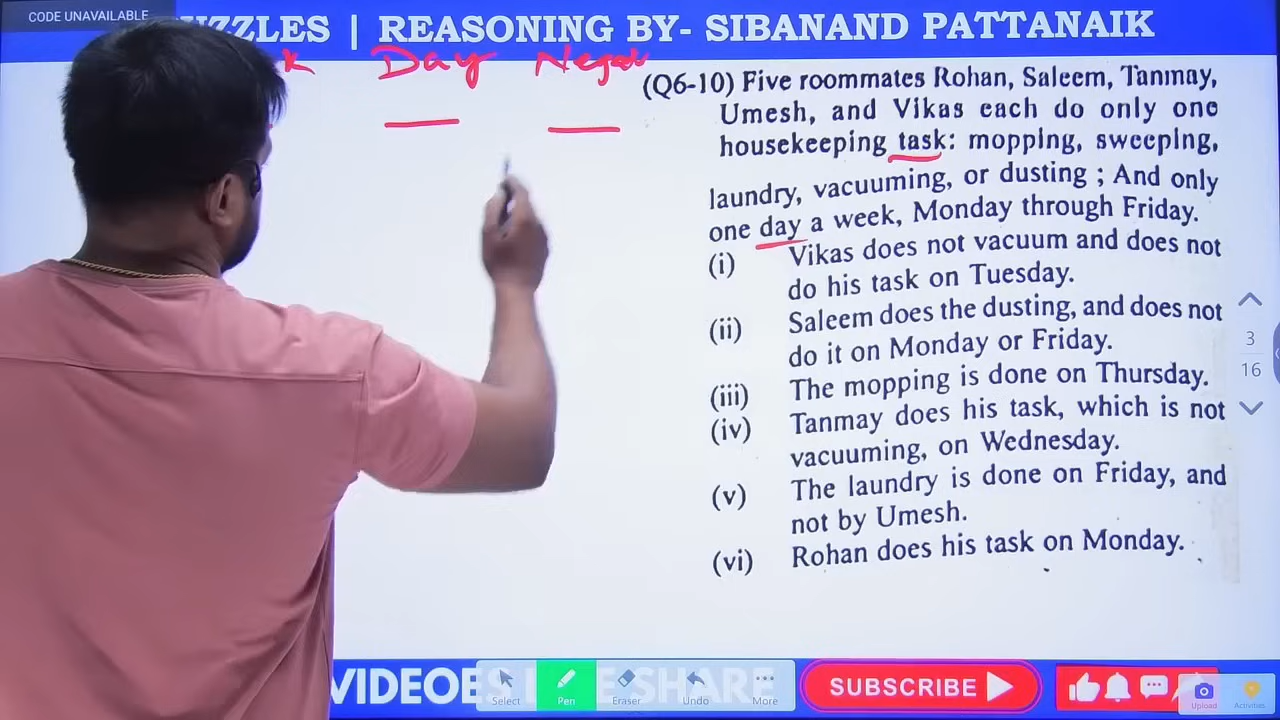 CODE UNAVAILABLE
PUZZLES | REASONING BY- SIBANAND PATTANAIK
Day
(Q6-10) Five roommates Rohan, Saleem, Tanmay,
Umesh, and Vikas each do only one
housekeeping task: mopping, sweeping,
laundry, vacuuming, or dusting ; And only
one day a week, Monday through Friday.
(i) Vikas does not vacuum and does not
do his task on Tuesday.
(ii) Saleem does the dusting, and does not
do it on Monday or Friday.
(iii) The mopping is done on Thursday.
(iv) Tanmay does his task, which is not
vacuuming, on Wednesday.
(v) The laundry is done on Friday, and
not by Umesh.
(vi) Rohan does his task on Monday.
3
16
SHARE
SUBSCRIBE
Select
Pen
Eraser
Undo
More
Upload
Activities